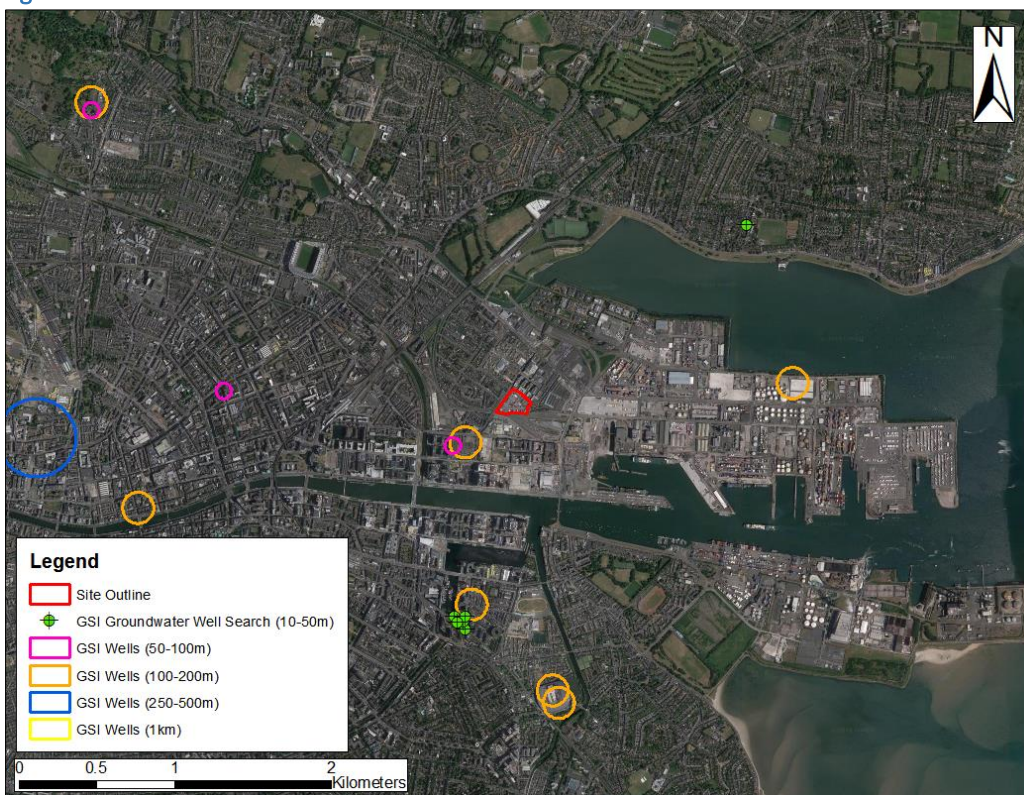 N
Legend
Site Outline
GSI Groundwater Well Search (10-50m)
GSI Wells (50-100m)
GSI Wells (100-200m)
GSI Wells (250-500m)
GSI Wells (1km)
0 0.5 1 2
Kilometers